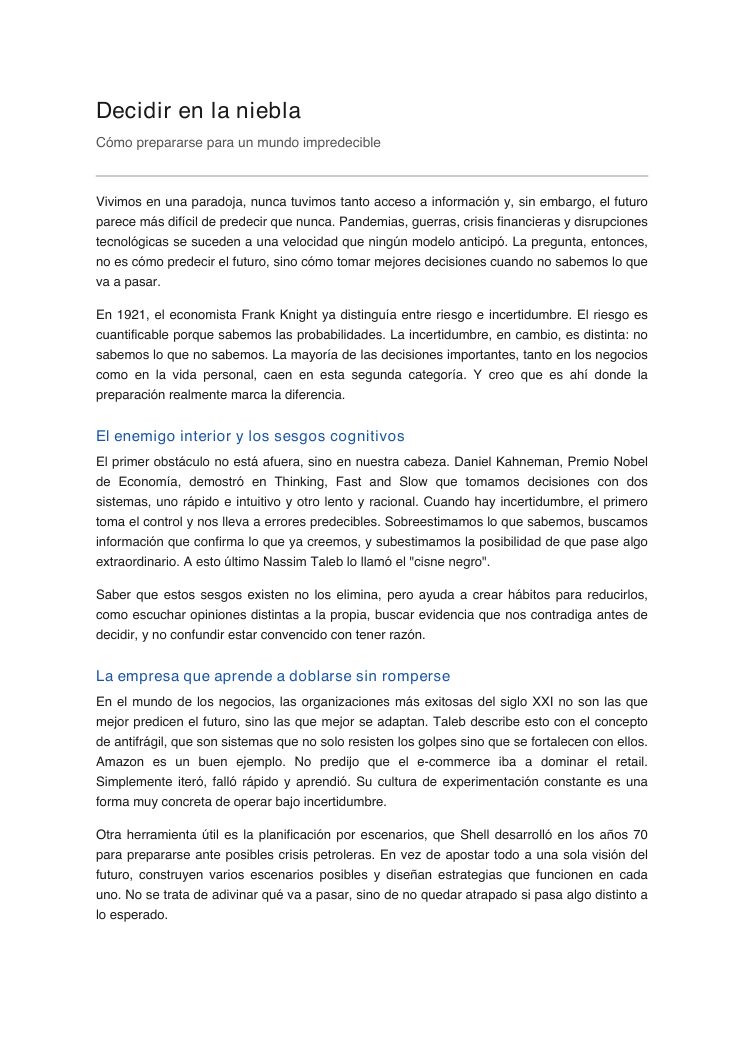 Decidir en la niebla
Cómo prepararse para un mundo impredecible
Vivimos en una paradoja, nunca tuvimos tanto acceso a información y, sin embargo, el futuro
parece más difícil de predecir que nunca. Pandemias, guerras, crisis financieras y disrupciones
tecnológicas se suceden a una velocidad que ningún modelo anticipó. La pregunta, entonces,
no es cómo predecir el futuro, sino cómo tomar mejores decisiones cuando no sabemos lo que
va a pasar.
En 1921, el economista Frank Knight ya distinguía entre riesgo e incertidumbre. El riesgo es
cuantificable porque sabemos las probabilidades. La incertidumbre, en cambio, es distinta: no
sabemos lo que no sabemos. La mayoría de las decisiones importantes, tanto en los negocios
como en la vida personal, caen en esta segunda categoría. Y creo que es ahí donde la
preparación realmente marca la diferencia.
El enemigo interior y los sesgos cognitivos
El primer obstáculo no está afuera, sino en nuestra cabeza. Daniel Kahneman, Premio Nobel
de Economía, demostró en Thinking, Fast and Slow que tomamos decisiones con dos
sistemas, uno rápido e intuitivo y otro lento y racional. Cuando hay incertidumbre, el primero
toma el control y nos lleva a errores predecibles. Sobreestimamos lo que sabemos, buscamos
información que confirma lo que ya creemos, y subestimamos la posibilidad de que pase algo
extraordinario. A esto último Nassim Taleb lo llamó el "cisne negro".
Saber que estos sesgos existen no los elimina, pero ayuda a crear hábitos para reducirlos,
como escuchar opiniones distintas a la propia, buscar evidencia que nos contradiga antes de
decidir, y no confundir estar convencido con tener razón.
La empresa que aprende a doblarse sin romperse
En el mundo de los negocios, las organizaciones más exitosas del siglo XXI no son las que
mejor predicen el futuro, sino las que mejor se adaptan. Taleb describe esto con el concepto
de antifrágil, que son sistemas que no solo resisten los golpes sino que se fortalecen con ellos.
Amazon es un buen ejemplo. No predijo que el e-commerce iba a dominar el retail.
Simplemente iteró, falló rápido y aprendió. Su cultura de experimentación constante es una
forma muy concreta de operar bajo incertidumbre.
Otra herramienta útil es la planificación por escenarios, que Shell desarrolló en los años 70
para prepararse ante posibles crisis petroleras. En vez de apostar todo a una sola visión del
futuro, construyen varios escenarios posibles y diseñan estrategias que funcionen en cada
uno. No se trata de adivinar qué va a pasar, sino de no quedar atrapado si pasa algo distinto a
lo esperado.